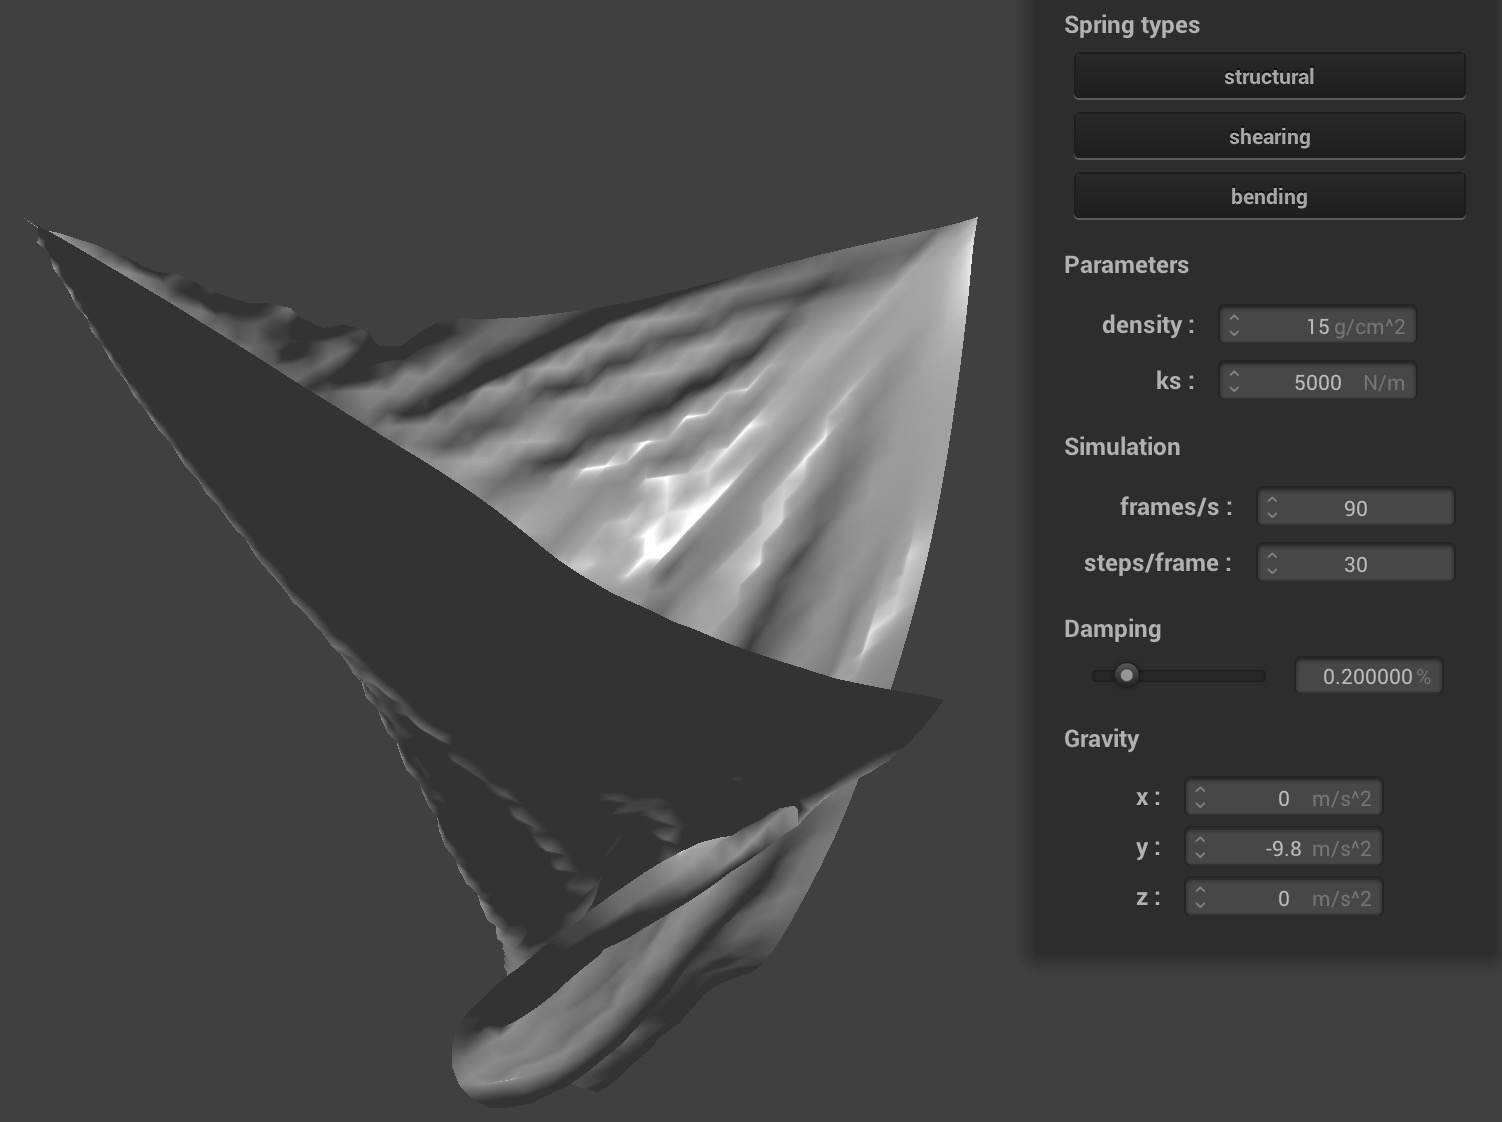 Spring types
structural
shearing
bending
Parameters
density : 15 g/cm^2
ks : 5000 N/m
Simulation
frames/s : 90
steps/frame : 30
Damping
0.200000 %
Gravity
x : 0 m/s^2
y : -9.8 m/s^2
z : 0 m/s^2